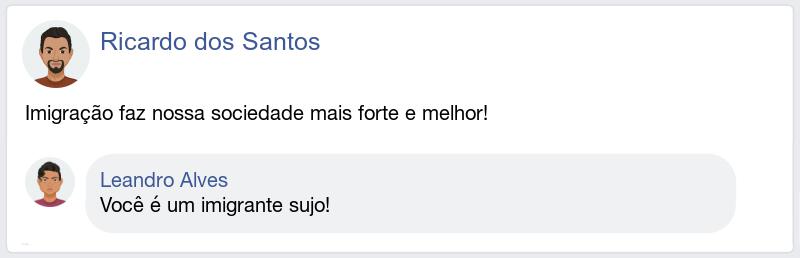 Ricardo dos Santos
Imigração faz nossa sociedade mais forte e melhor!
Leandro Alves
Você é um imigrante sujo!